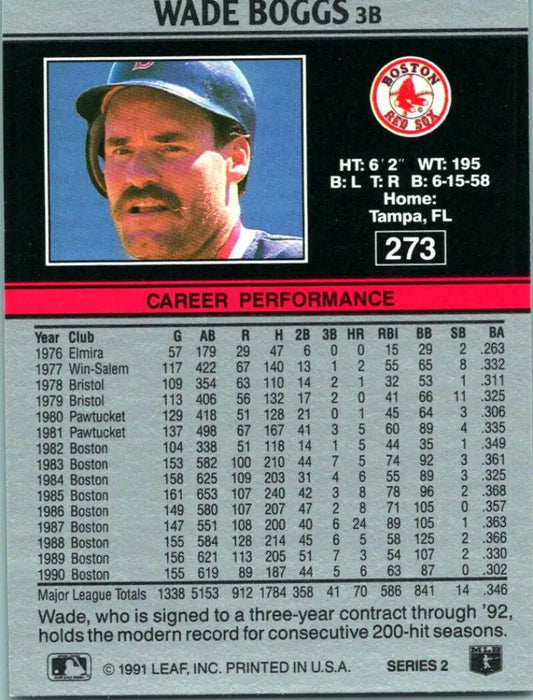 WADE BOGGS 3B
BOSTON
RED SOX
HT: 6'2" WT: 195
B: L T: R B: 6-15-58
Home:
Tampa, FL
273
CAREER PERFORMANCE
Year Club G AB R H 2B 3B HR RBI BB SB BA
1976 Elmira 57 179 29 47 6 0 0 15 29 2 .263
1977 Win-Salem 117 422 67 140 13 1 2 55 65 8 .332
1978 Bristol 109 354 63 110 14 2 1 32 53 1 .311
1979 Bristol 113 406 56 132 17 2 0 41 66 11 .325
1980 Pawtucket 129 418 51 128 21 0 1 45 64 3 .306
1981 Pawtucket 137 498 67 167 41 3 5 60 89 4 .335
1982 Boston 104 338 51 118 14 1 5 44 35 1 .349
1983 Boston 153 582 100 210 44 7 5 74 92 3 .361
1984 Boston 158 625 109 203 31 4 6 55 89 3 .325
1985 Boston 161 653 107 240 42 3 8 78 96 2 .368
1986 Boston 149 580 107 207 47 2 8 71 105 0 .357
1987 Boston 147 551 108 200 40 6 24 89 105 1 .363
1988 Boston 155 584 128 214 45 6 5 58 125 2 .366
1989 Boston 156 621 113 205 51 7 3 54 107 2 .330
1990 Boston 155 619 89 187 44 5 6 63 87 0 .302
Major League Totals 1338 5153 912 1784 358 41 70 586 841 14 .346
Wade, who is signed to a three-year contract through '92,
holds the modern record for consecutive 200-hit seasons.
© 1991 LEAF, INC. PRINTED IN U.S.A. SERIES 2